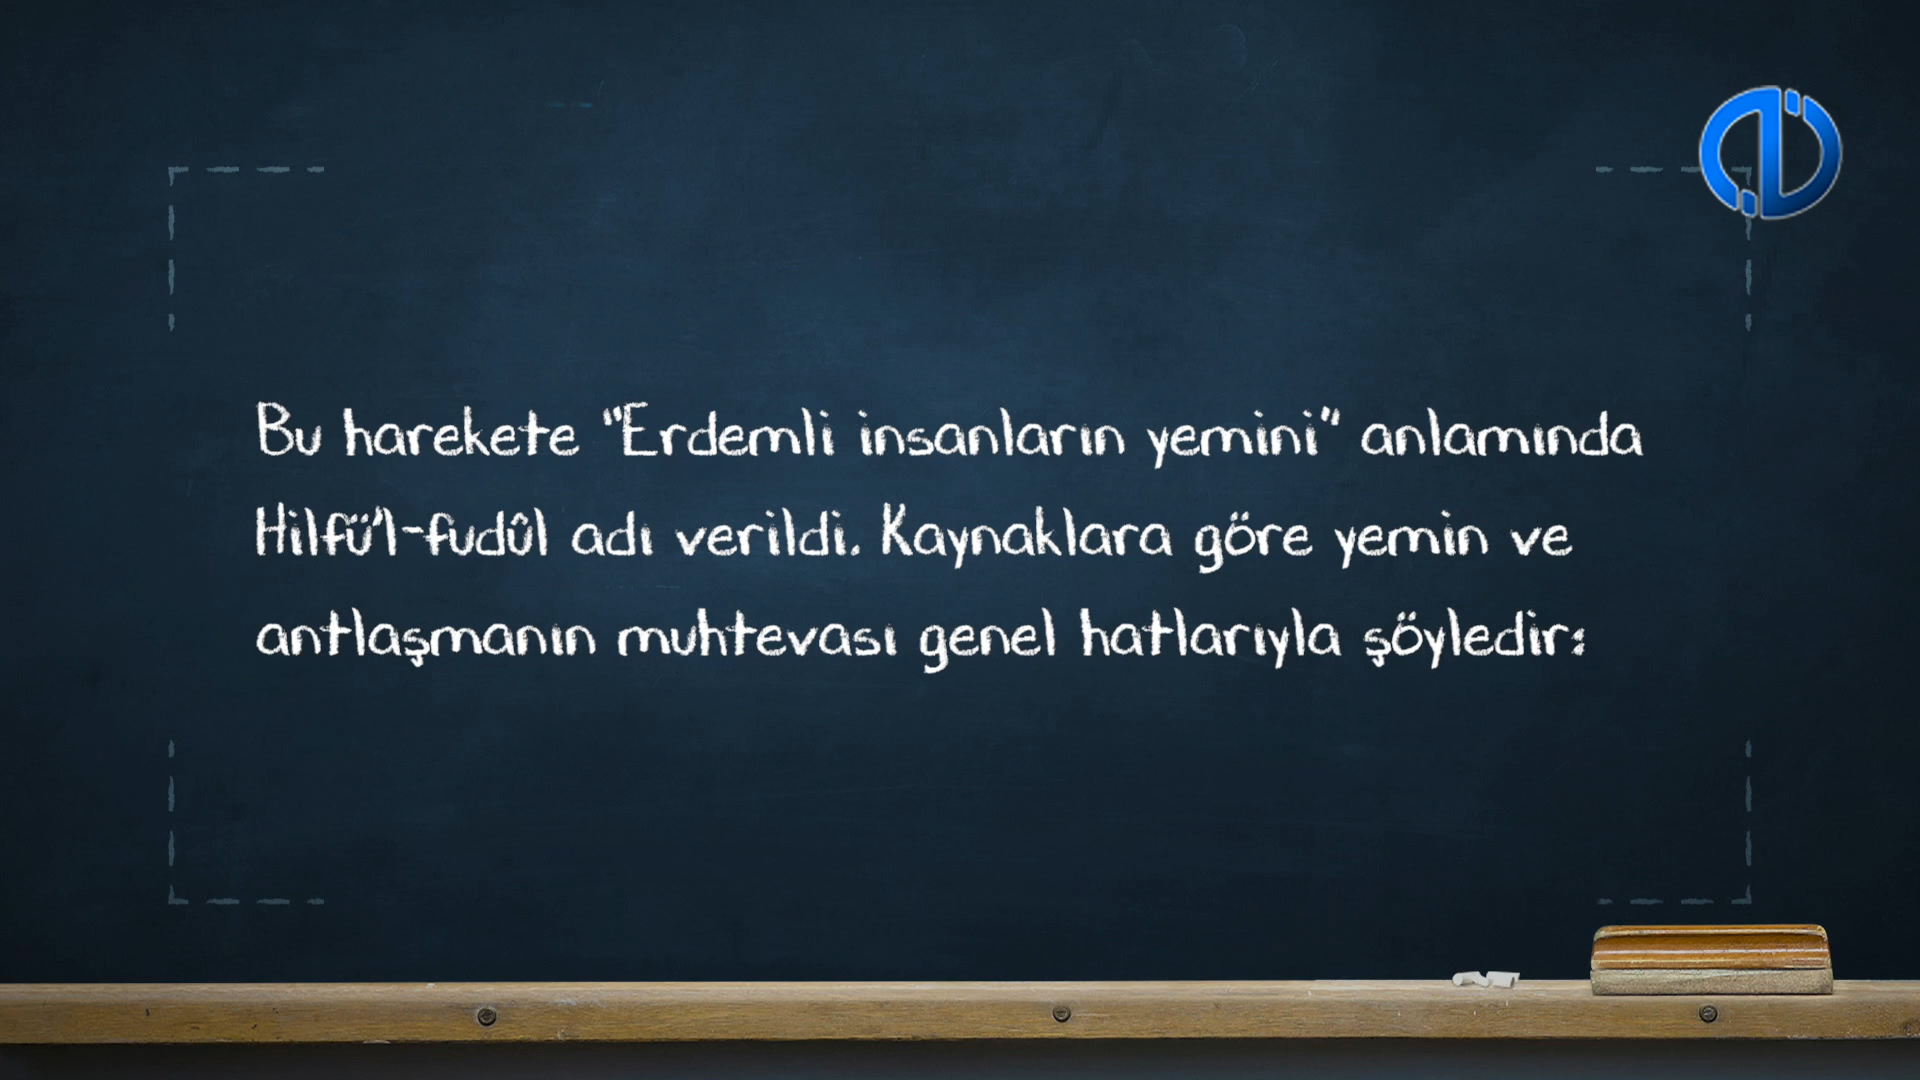 Bu harekete "Erdemli insanların yemini" anlamında
Hilfü'l-fudûl adı verildi. Kaynaklara göre yemin ve
antlaşmanın muhtevası genel hatlarıyla şöyledir: